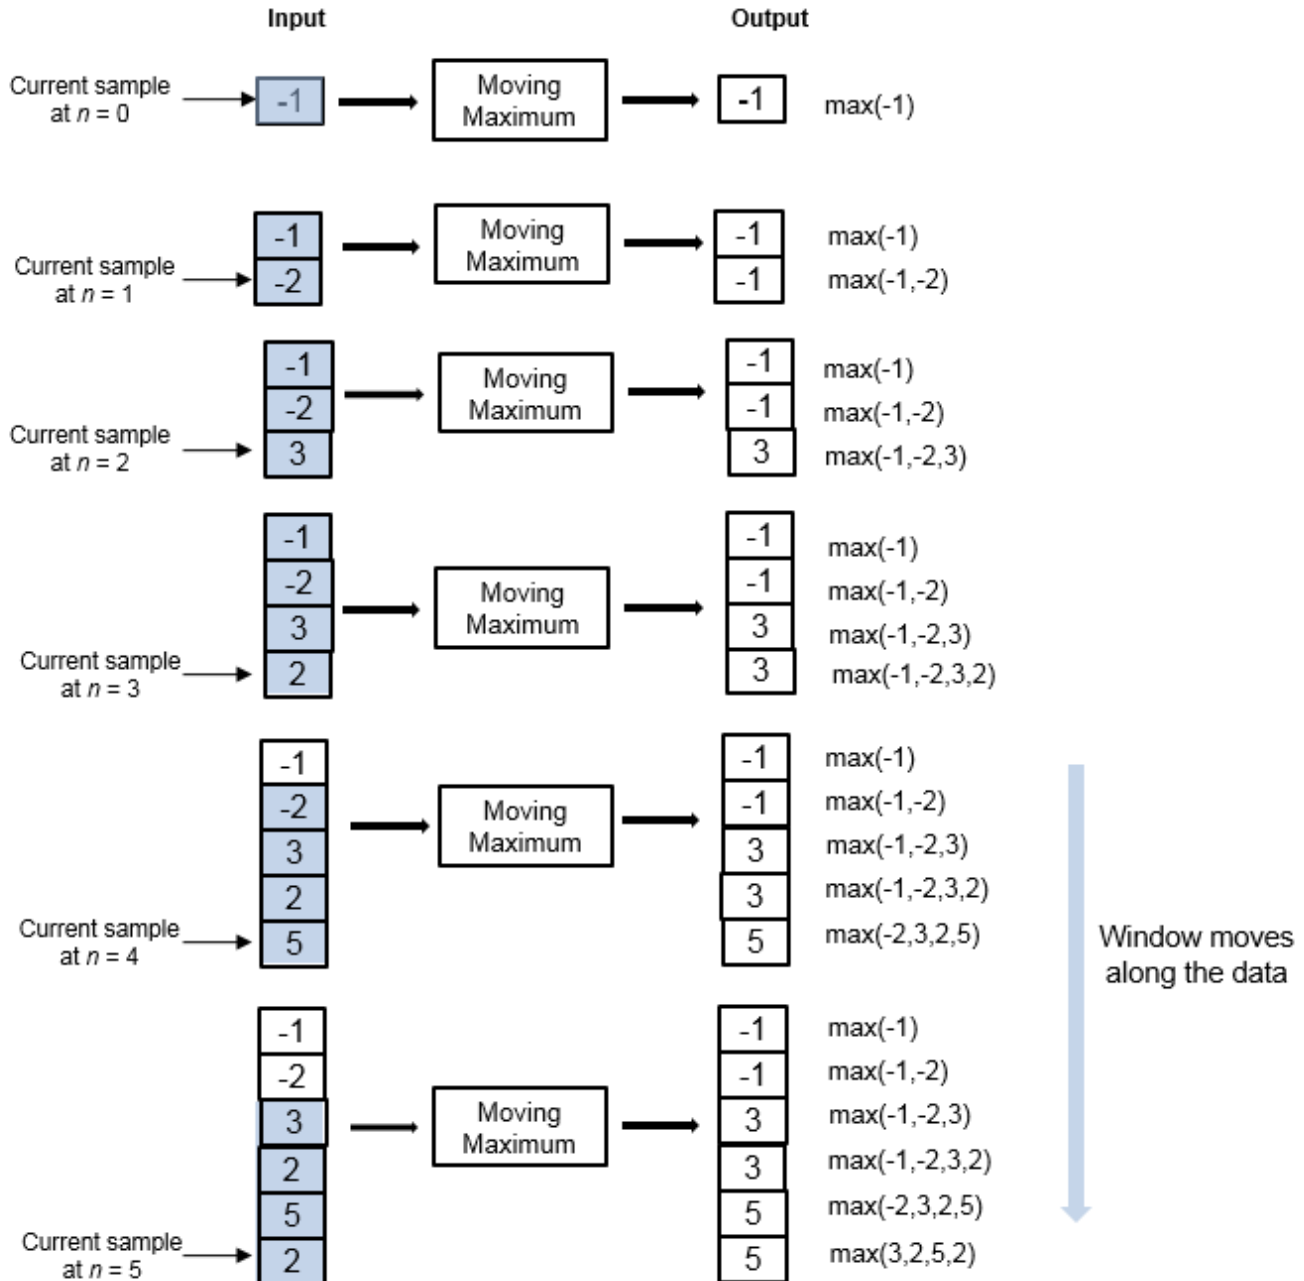 Input
Output
Current sample
at n = 0
-1
Moving
Maximum
-1
max(-1)
Current sample
at n = 1
-1
-2
Moving
Maximum
-1
-1
max(-1)
max(-1,-2)
Current sample
at n = 2
-1
-2
3
Moving
Maximum
-1
-1
3
max(-1)
max(-1,-2)
max(-1,-2,3)
Current sample
at n = 3
-1
-2
3
2
Moving
Maximum
-1
-1
3
3
max(-1)
max(-1,-2)
max(-1,-2,3)
max(-1,-2,3,2)
Current sample
at n = 4
-1
-2
3
2
5
Moving
Maximum
-1
-1
3
3
5
max(-1)
max(-1,-2)
max(-1,-2,3)
max(-1,-2,3,2)
max(-2,3,2,5)
Window moves
along the data
Current sample
at n = 5
-1
-2
3
2
5
2
Moving
Maximum
-1
-1
3
3
5
5
max(-1)
max(-1,-2)
max(-1,-2,3)
max(-1,-2,3,2)
max(-2,3,2,5)
max(3,2,5,2)